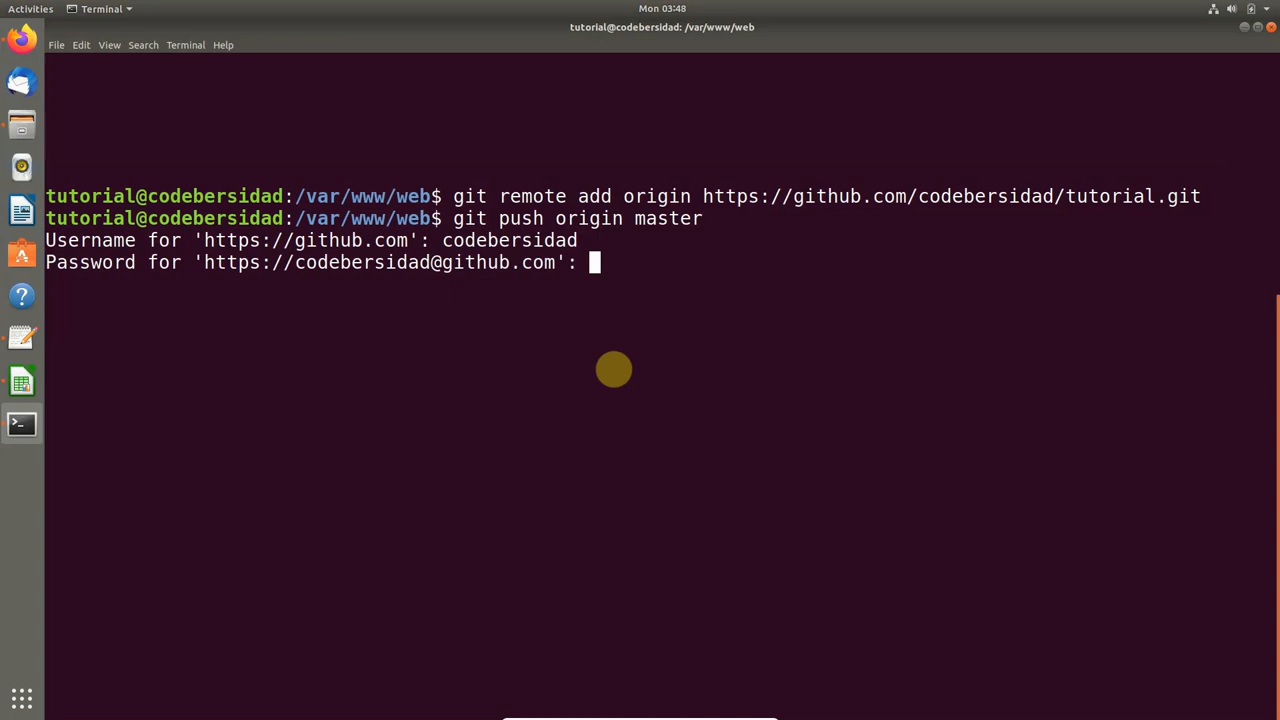 Activities Terminal Mon 03:48
tutorial@codebersidad: /var/www/web
File Edit View Search Terminal Help
tutorial@codebersidad:/var/www/web$ git remote add origin https://github.com/codebersidad/tutorial.git
tutorial@codebersidad:/var/www/web$ git push origin master
Username for 'https://github.com': codebersidad
Password for 'https://codebersidad@github.com':